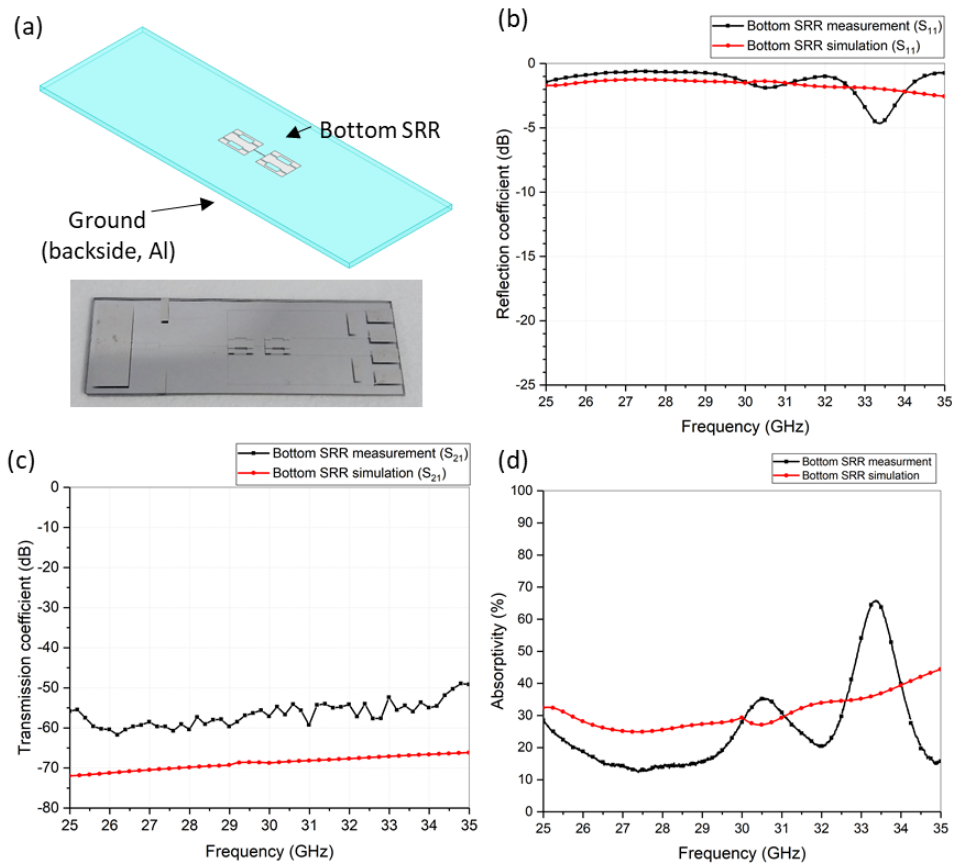 (a)
Bottom SRR
Ground
(backside, Al)
(b)
Bottom SRR measurement (S11)
Bottom SRR simulation (S11)
0
-5
-10
-15
-20
-25
Reflection coefficient (dB)
25 26 27 28 29 30 31 32 33 34 35
Frequency (GHz)
(c)
Bottom SRR measurement (S21)
Bottom SRR simulation (S21)
0
-10
-20
-30
-40
-50
-60
-70
-80
Transmission coefficient (dB)
25 26 27 28 29 30 31 32 33 34 35
Frequency (GHz)
(d)
Bottom SRR measurment
Bottom SRR simulation
100
90
80
70
60
50
40
30
20
10
0
Absorptivity (%)
25 26 27 28 29 30 31 32 33 34 35
Frequency (GHz)